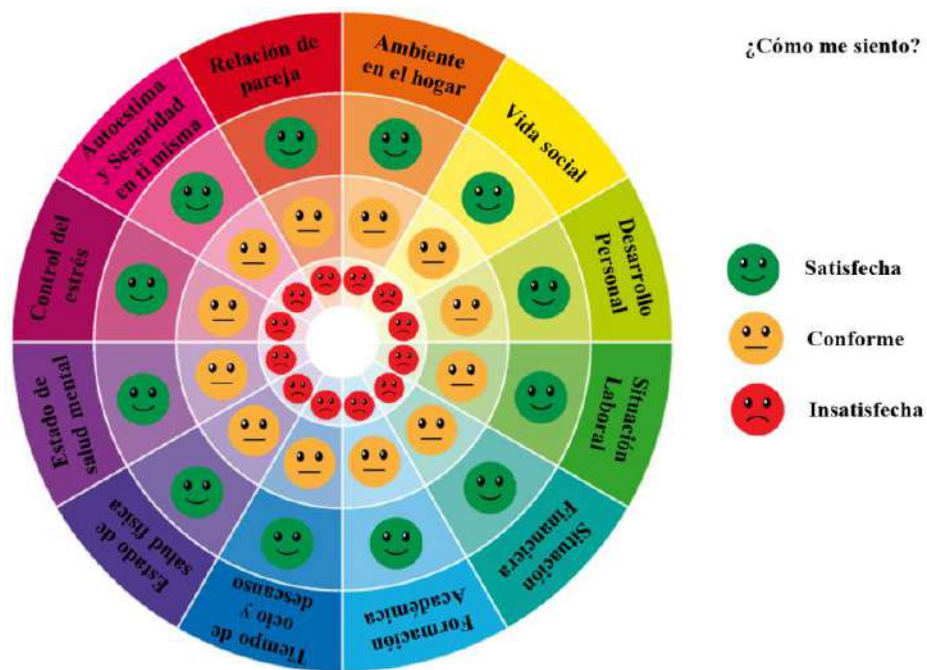 ¿Cómo me siento?
Relación de
pareja
Ambiente
en el hogar
Vida social
Desarrollo
Personal
Situación
Laboral
Situación
Financiera
Formación
Académica
Tiempo de
ocio y
descanso
Estado de
salud física
Estado de
salud mental
Control del
estrés
Autoestima
y Seguridad
en ti misma
Satisfecha
Conforme
Insatisfecha